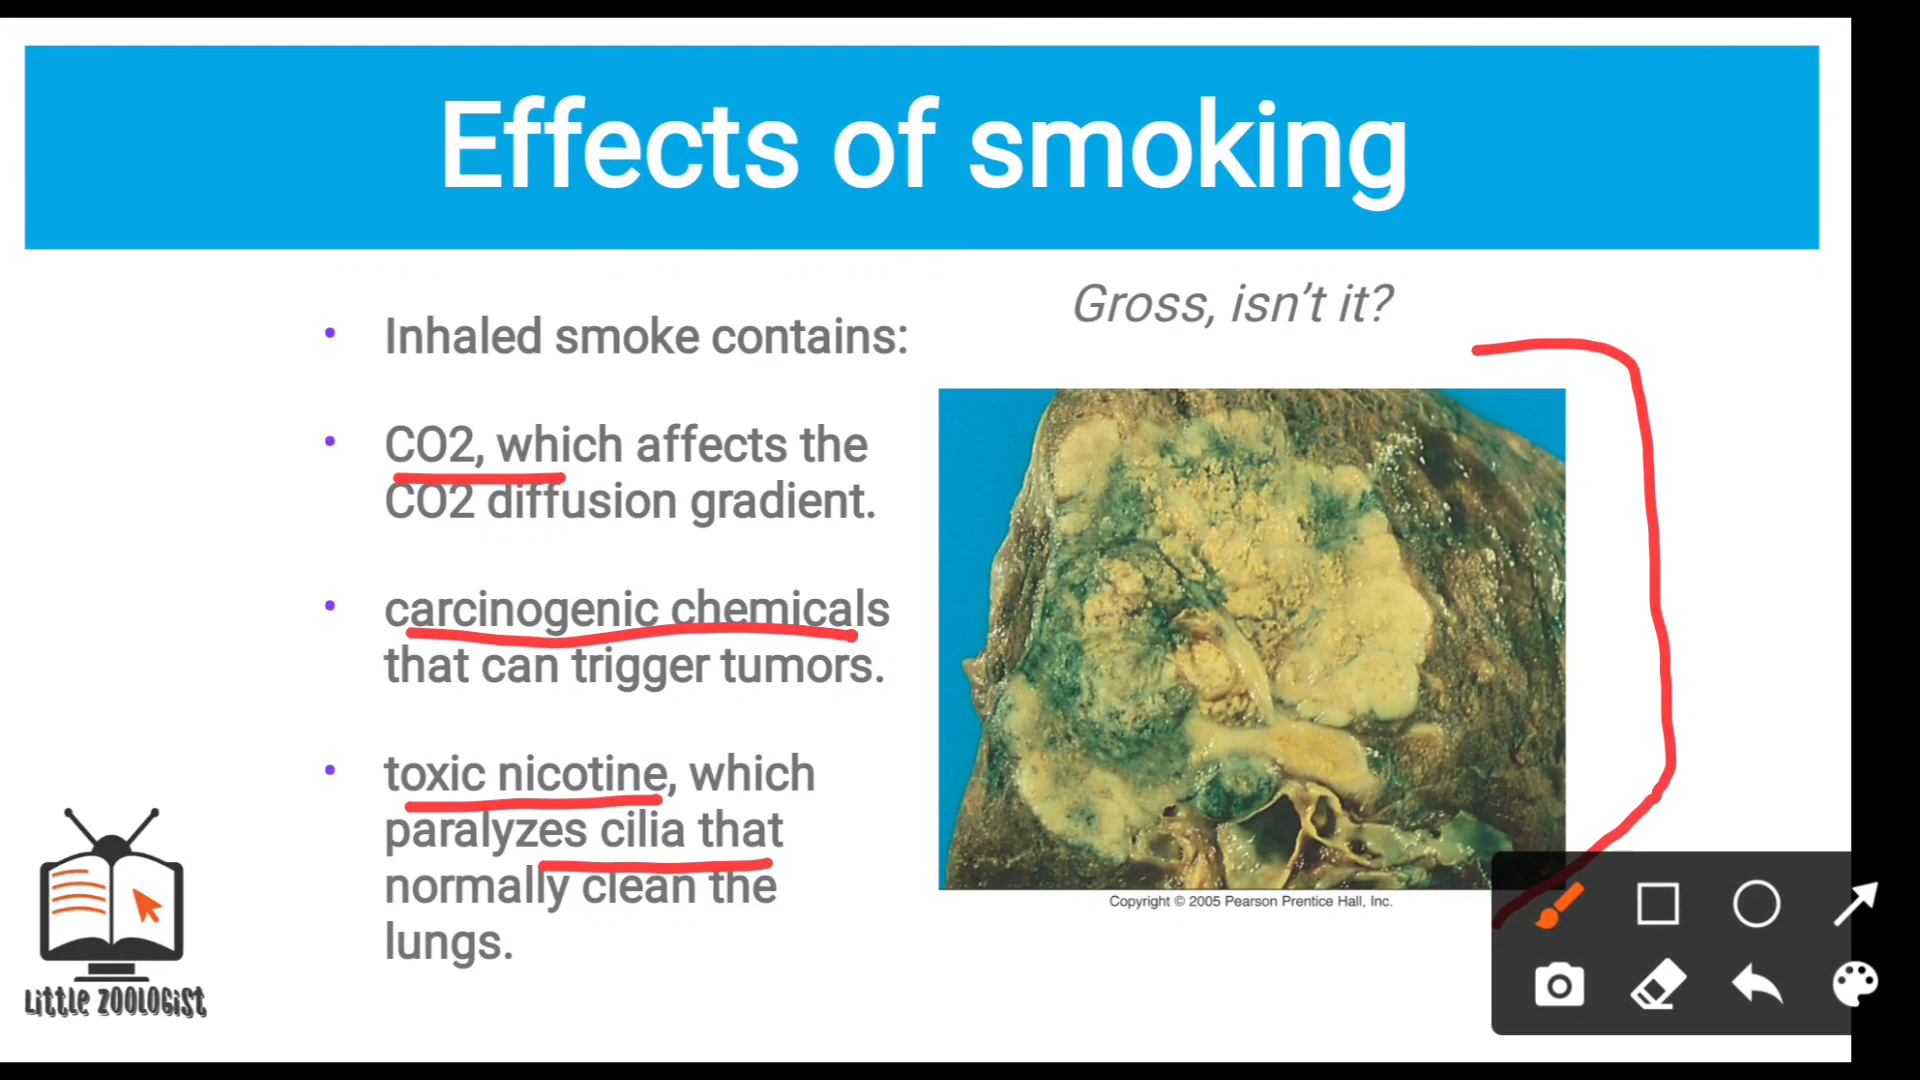 Effects of smoking
Gross, isn't it?
• Inhaled smoke contains:
• CO2, which affects the
CO2 diffusion gradient.
• carcinogenic chemicals
that can trigger tumors.
• toxic nicotine, which
paralyzes cilia that
normally clean the
lungs.
Copyright © 2005 Pearson Prentice Hall, Inc.
LiTTLE ZOOLOGiST